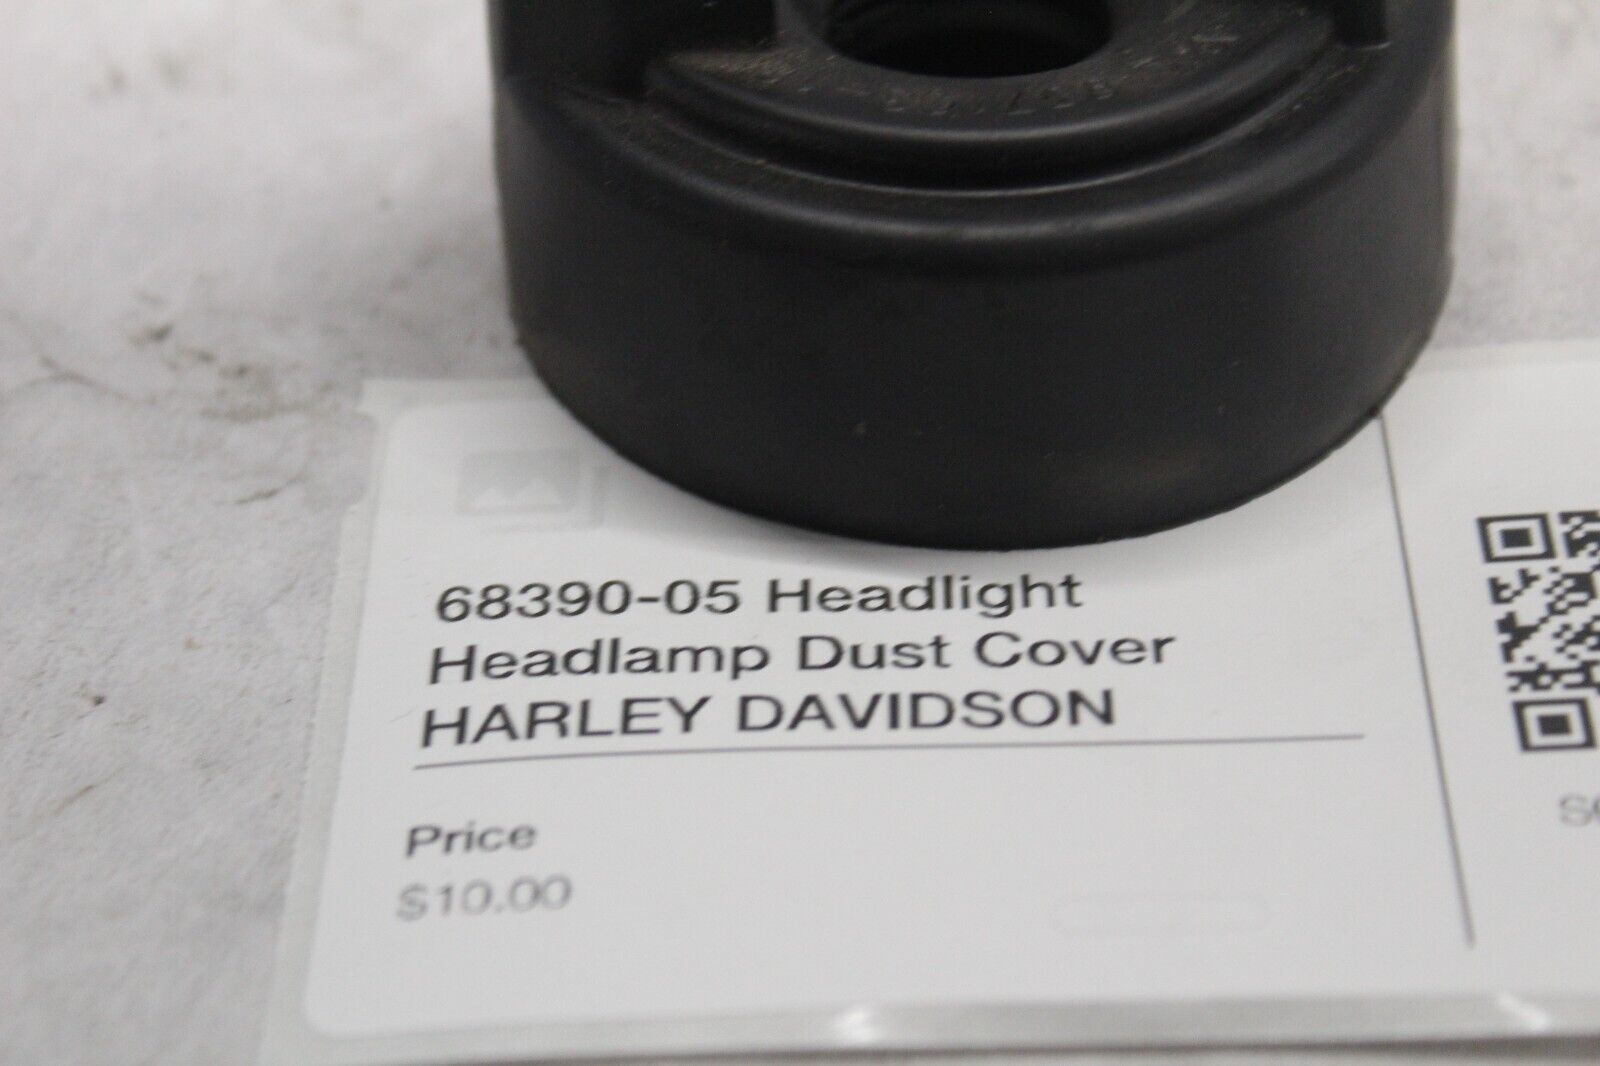 68390-05 Headlight
Headlamp Dust Cover
HARLEY DAVIDSON
Price
$10.00